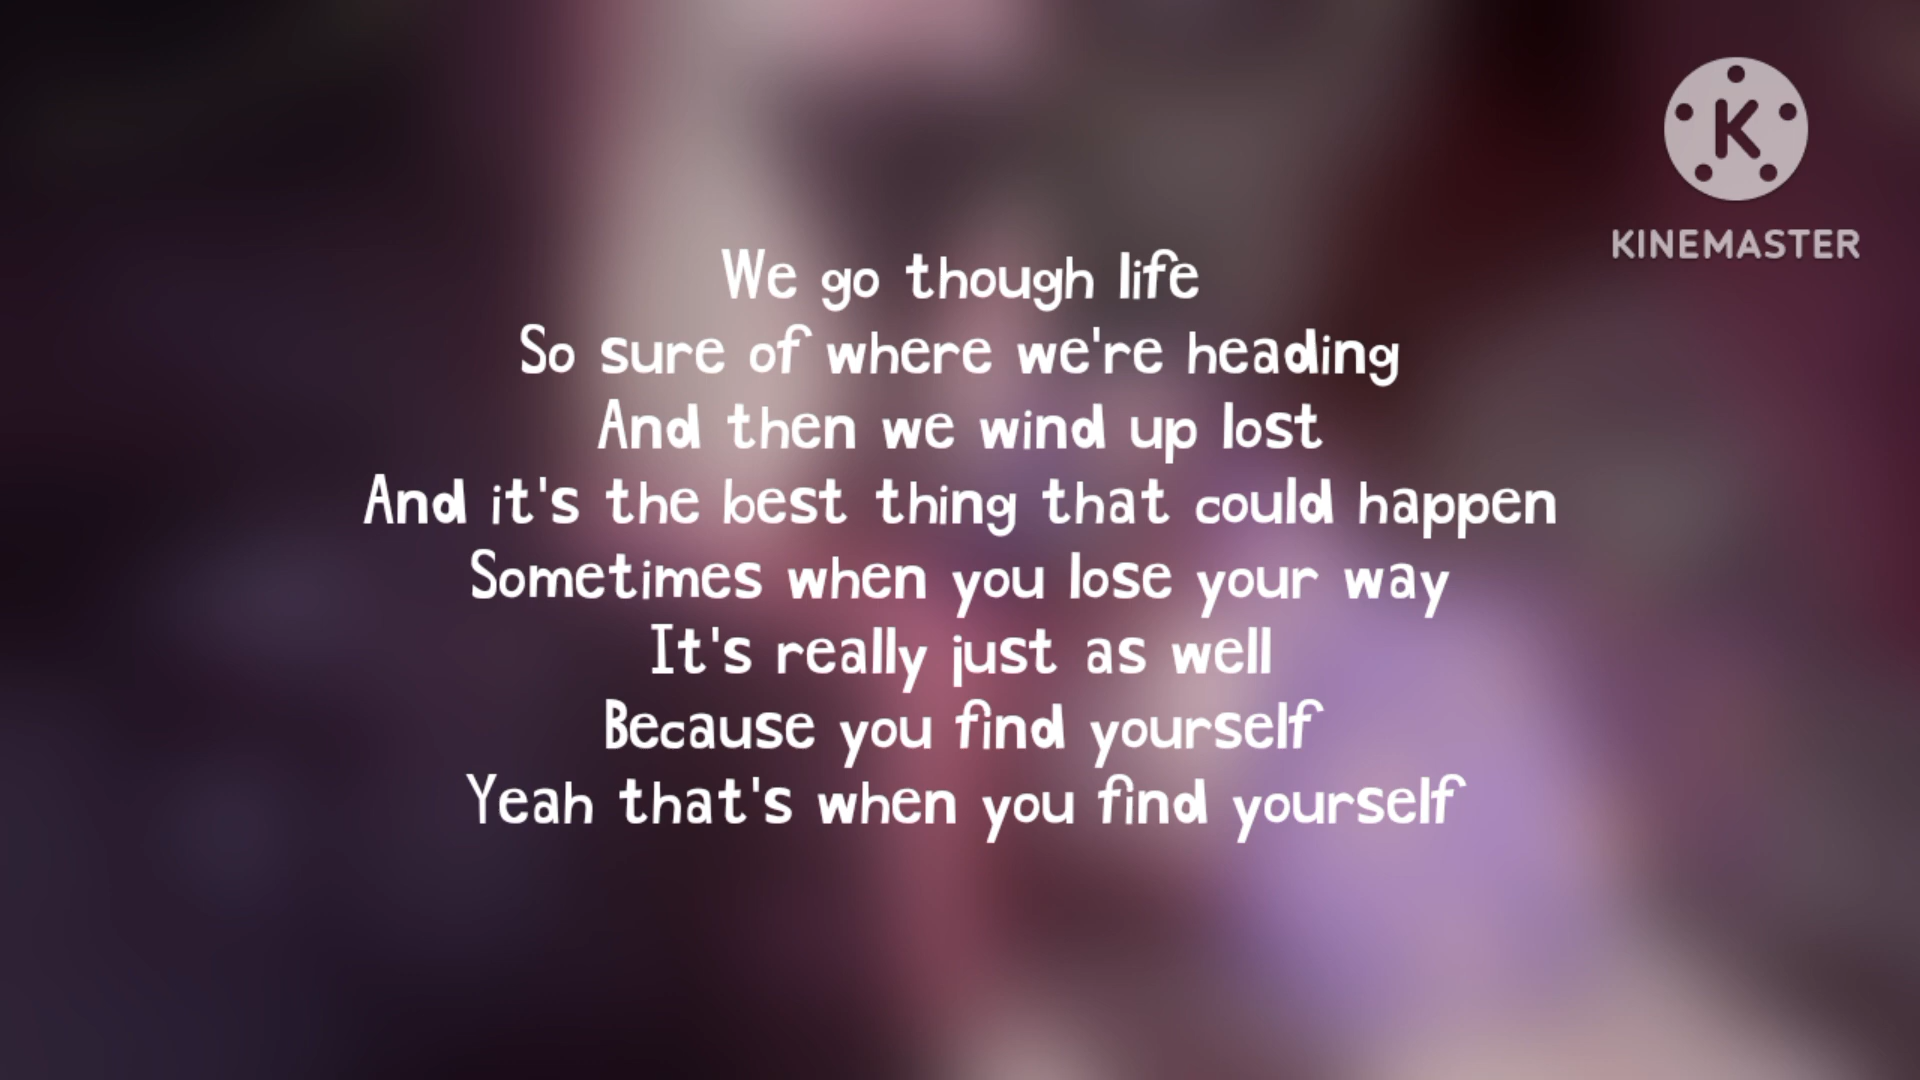 K
KINEMASTER
We go though life
So sure of where we're heading
And then we wind up lost
And it's the best thing that could happen
Sometimes when you lose your way
It's really just as well
Because you find yourself
Yeah that's when you find yourself